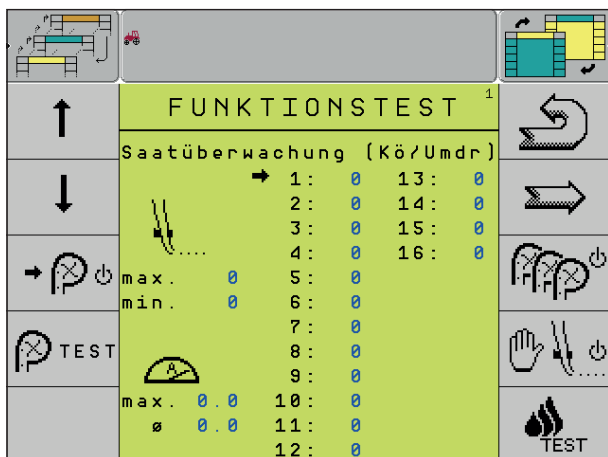 FUNKTIONSTEST 1
Saatüberwachung (Kö/Umdr)
1: 0 13: 0
2: 0 14: 0
3: 0 15: 0
4: 0 16: 0
max. 0 5: 0
min. 0 6: 0
7: 0
TEST 8: 0
A 9: 0
max. 0.0 10: 0
ø 0.0 11: 0
12: 0
TEST